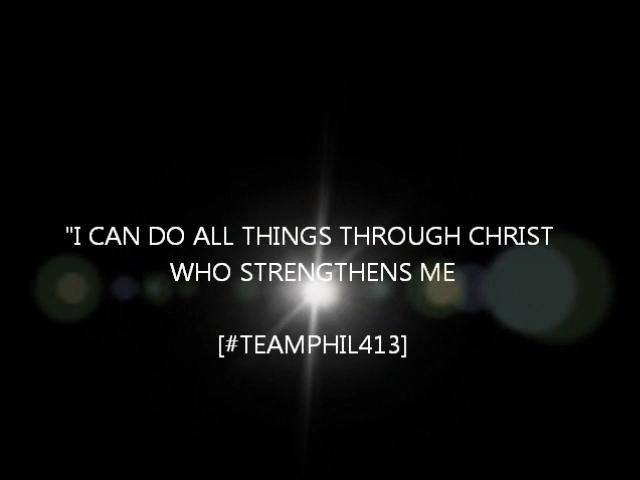 "I CAN DO ALL THINGS THROUGH CHRIST
WHO STRENGTHENS ME
[#TEAMPHIL413]